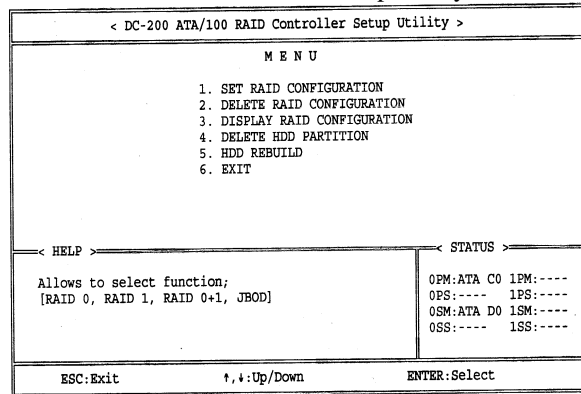 < DC-200 ATA/100 RAID Controller Setup Utility >
M E N U
1. SET RAID CONFIGURATION
2. DELETE RAID CONFIGURATION
3. DISPLAY RAID CONFIGURATION
4. DELETE HDD PARTITION
5. HDD REBUILD
6. EXIT
< HELP >
Allows to select function;
[RAID 0, RAID 1, RAID 0+1, JBOD]
< STATUS >
0PM:ATA C0 1PM:----
0PS:---- 1PS:----
0SM:ATA D0 1SM:----
0SS:---- 1SS:----
ESC:Exit ↑,↓:Up/Down ENTER:Select